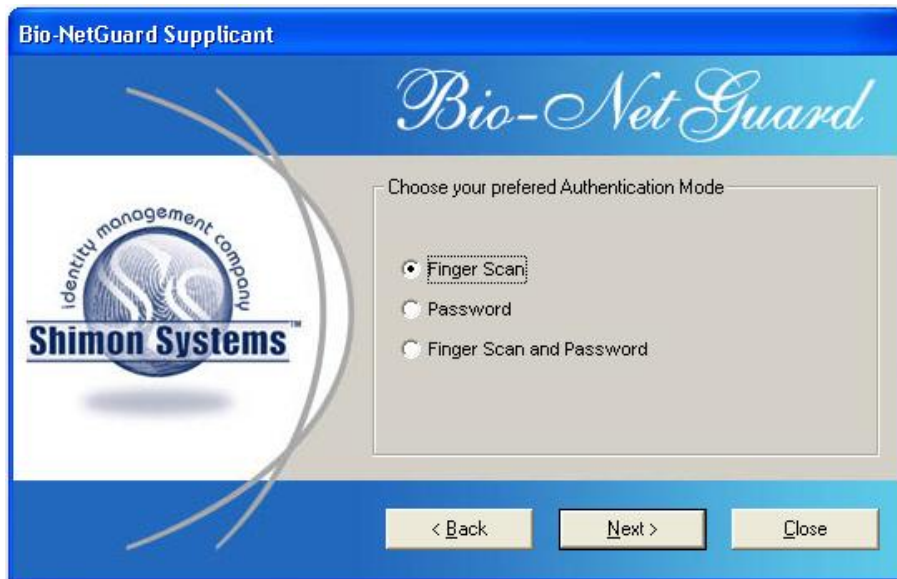 Bio-NetGuard Supplicant
Bio-NetGuard
identity management company
Shimon Systems™
Choose your prefered Authentication Mode
Finger Scan
Password
Finger Scan and Password
< Back
Next >
Close